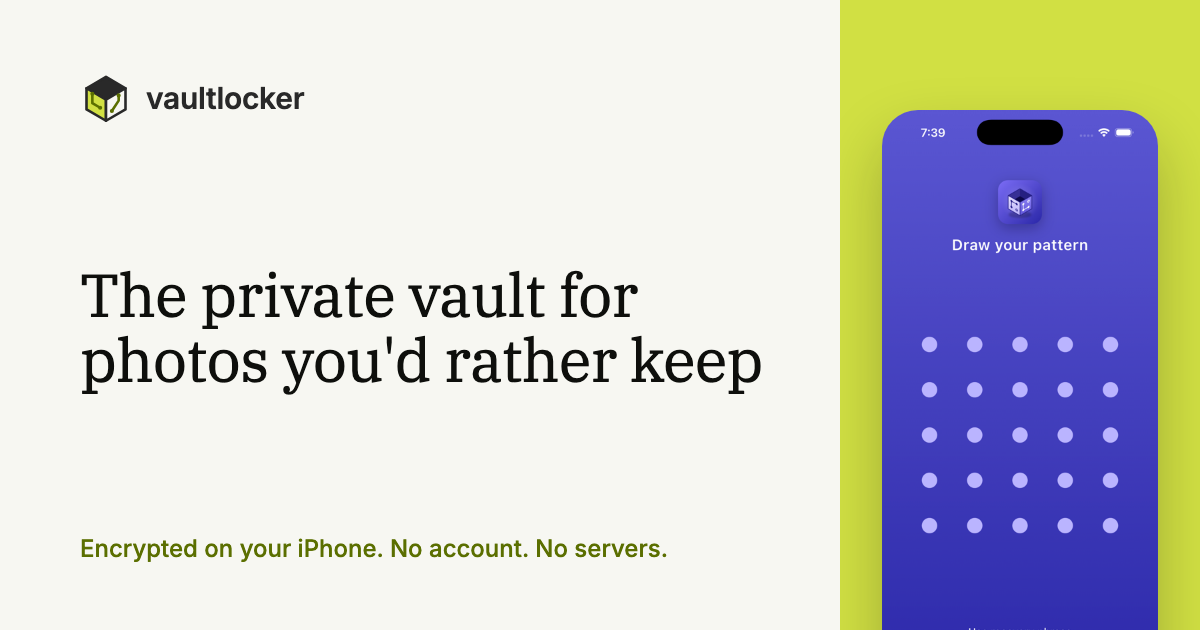 vaultlocker
The private vault for
photos you'd rather keep
Encrypted on your iPhone. No account. No servers.
7:39
Draw your pattern